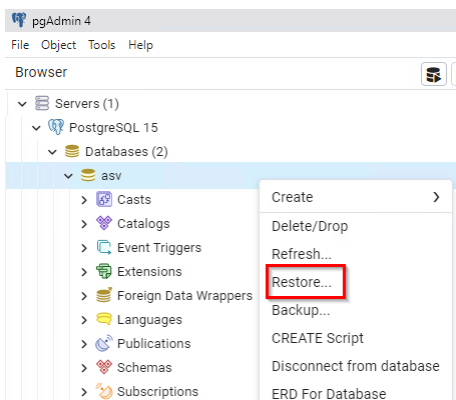 pgAdmin 4
File Object Tools Help
Browser
Servers (1)
PostgreSQL 15
Databases (2)
asv
Casts
Catalogs
Event Triggers
Extensions
Foreign Data Wrappers
Languages
Publications
Schemas
Subscriptions
Create
Delete/Drop
Refresh...
Restore...
Backup...
CREATE Script
Disconnect from database
ERD For Database